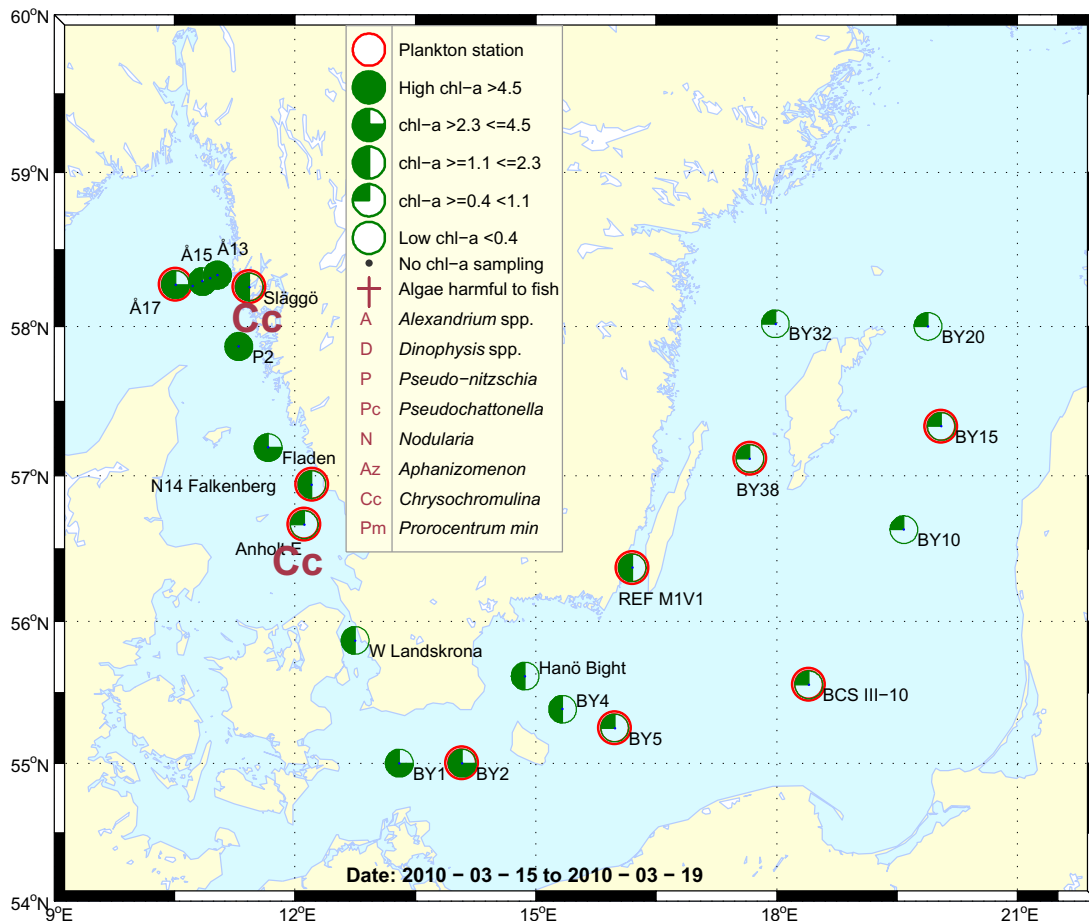 60°N
Plankton station
High chl−a >4.5
chl−a >2.3 <=4.5
chl−a >=1.1 <=2.3
chl−a >=0.4 <1.1
Low chl−a <0.4
No chl−a sampling
Algae harmful to fish
A Alexandrium spp.
D Dinophysis spp.
P Pseudo−nitzschia
Pc Pseudochattonella
N Nodularia
Az Aphanizomenon
Cc Chrysochromulina
Pm Prorocentrum min
59°N
Å13
Å15
Å17
Släggö
Cc
58°N
P2
BY32
BY20
BY15
Fladen
57°N
N14 Falkenberg
BY38
Anholt E
Cc
BY10
REF M1V1
56°N
W Landskrona
Hanö Bight
BY4
BCS III−10
BY5
55°N
BY1
BY2
Date: 2010 − 03 − 15 to 2010 − 03 − 19
54°N
9°E
12°E
15°E
18°E
21°E